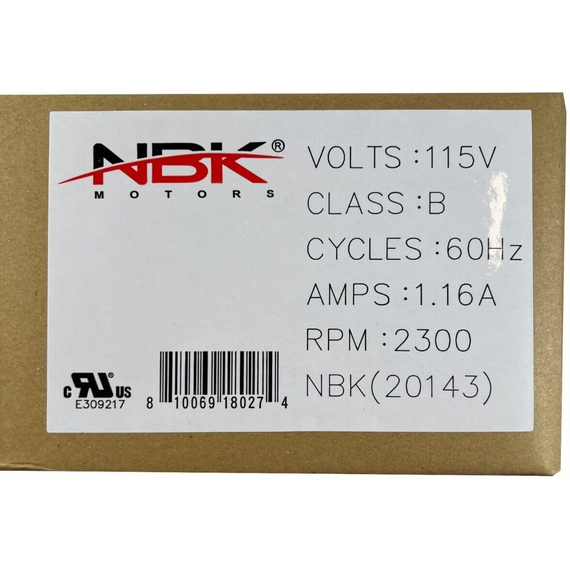 NBK®
MOTORS
VOLTS :115V
CLASS :B
CYCLES :60Hz
AMPS :1.16A
RPM :2300
NBK(20143)
c RU US
E309217
8 10069 18027 4